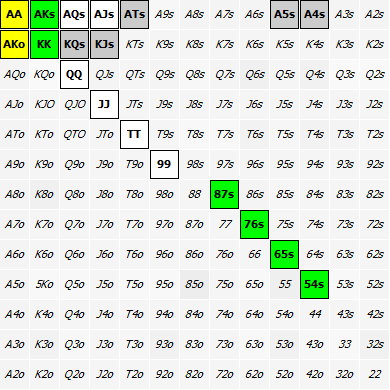 AA AKs AQs AJs ATs A9s A8s A7s A6s A5s A4s A3s A2s
AKo KK KQs KJs KTs K9s K8s K7s K6s K5s K4s K3s K2s
AQo KQo QQ QJs QTs Q9s Q8s Q7s Q6s Q5s Q4s Q3s Q2s
AJo KJO QJO JJ JTs J9s J8s J7s J6s J5s J4s J3s J2s
ATo KTo QTO JTo TT T9s T8s T7s T6s T5s T4s T3s T2s
A9o K9o Q9o J9o T9o 99 98s 97s 96s 95s 94s 93s 92s
A8o K8o Q8o J8o T8o 98o 88 87s 86s 85s 84s 83s 82s
A7o K7o Q7o J7o T7o 97o 87o 77 76s 75s 74s 73s 72s
A6o K6o Q6o J6o T6o 96o 86o 76o 66 65s 64s 63s 62s
A5o 5Ko Q5o J5o T5o 95o 85o 75o 65o 55 54s 53s 52s
A4o K4o Q4o J4o T4o 94o 84o 74o 64o 54o 44 43s 42s
A3o K3o Q3o J3o T3o 93o 83o 73o 63o 53o 43o 33 32s
A2o K2o Q2o J2o T2o 92o 82o 72o 62o 52o 42o 32o 22